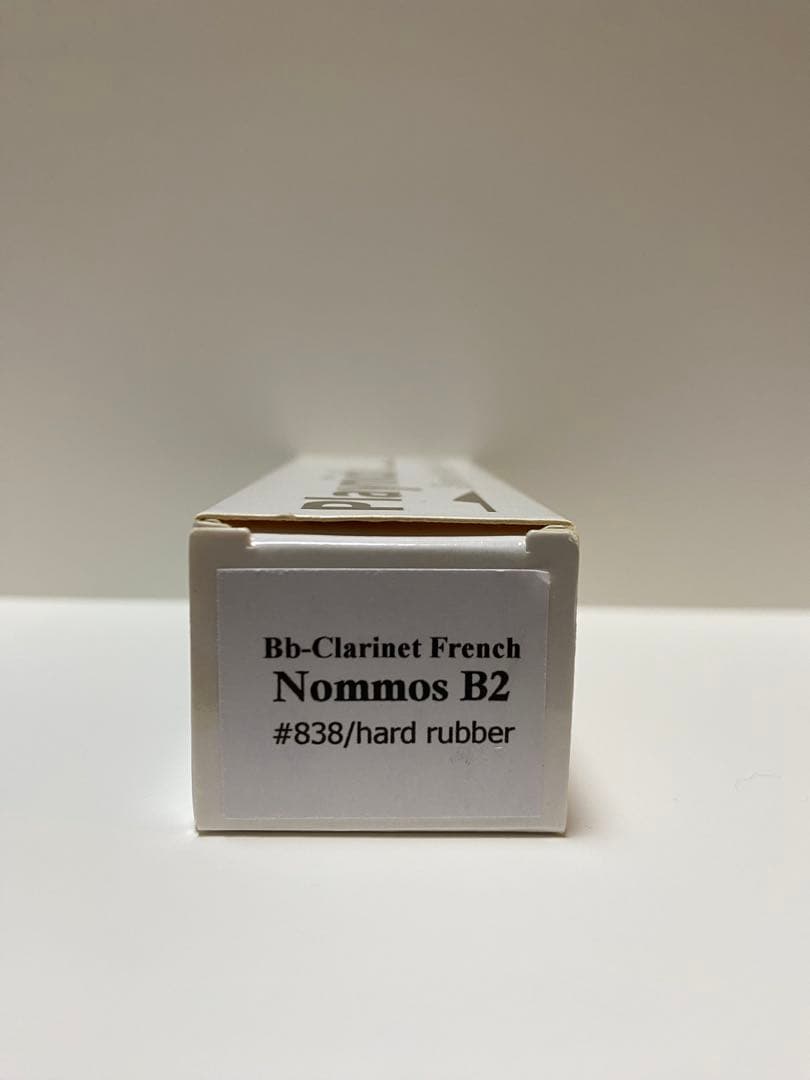 Bb-Clarinet French
Nommos B2
#838/hard rubber